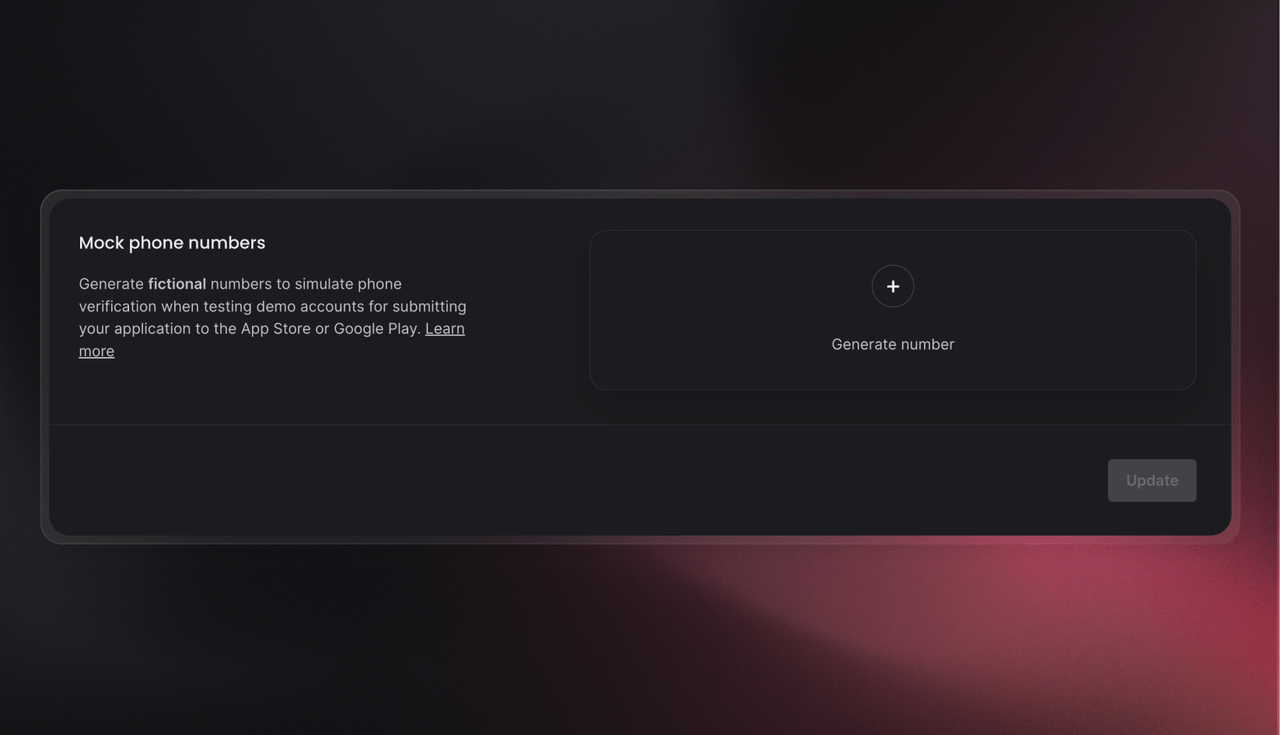 Mock phone numbers
Generate fictional numbers to simulate phone
verification when testing demo accounts for submitting
your application to the App Store or Google Play. Learn
more
Generate number
Update